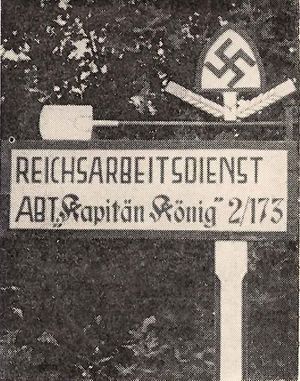 REICHSARBEITSDIENST
ABT. „Kapitän König" 2/173